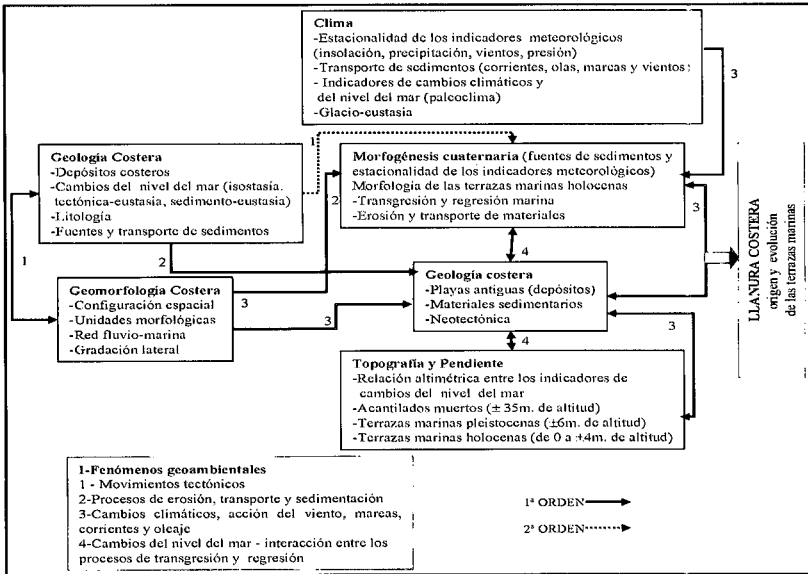 Clima
-Estacionalidad de los indicadores meteorológicos
(insolación, precipitación, vientos, presión)
-Transporte de sedimentos (corrientes, olas, mareas y vientos;
- Indicadores de cambios climáticos y
del nivel del mar (paleoclima)
-Glacio-eustasia
3
1
Geología Costera
-Depósitos costeros
-Cambios del nivel del mar (isostasía.
tectónica-eustasia, sedimento-eustasia)
-Litología
-Fuentes y transporte de sedimentos
Morfogénesis cuaternaria (fuentes de sedimentos y
estacionalidad de los indicadores meteorológicos)
Morfología de las terrazas marinas holocenas
-Transgresión y regresión marina
-Erosión y transporte de materiales
2
3
1
2
4
Geomorfología Costera
-Configuración espacial
-Unidades morfológicas
-Red fluvio-marina
-Gradación lateral
3
3
Geología costera
-Playas antiguas (depósitos)
-Materiales sedimentarios
-Neotectónica
3
4
Topografía y Pendiente
-Relación altimétrica entre los indicadores de
cambios del nivel del mar
-Acantilados muertos (± 35m. de altitud)
-Terrazas marinas pleistocenas (±6m. de altitud)
-Terrazas marinas holocenas (de 0 a ±4m. de altitud)
LLANURA COSTERA
origen y evolución
de las terrazas marinas
1-Fenómenos geoambientales
1 - Movimientos tectónicos
2-Procesos de erosión, transporte y sedimentación
3-Cambios climáticos, acción del viento, mareas,
corrientes y oleaje
4-Cambios del nivel del mar - interacción entre los
procesos de transgresión y regresión
1ª ORDEN
2ª ORDEN